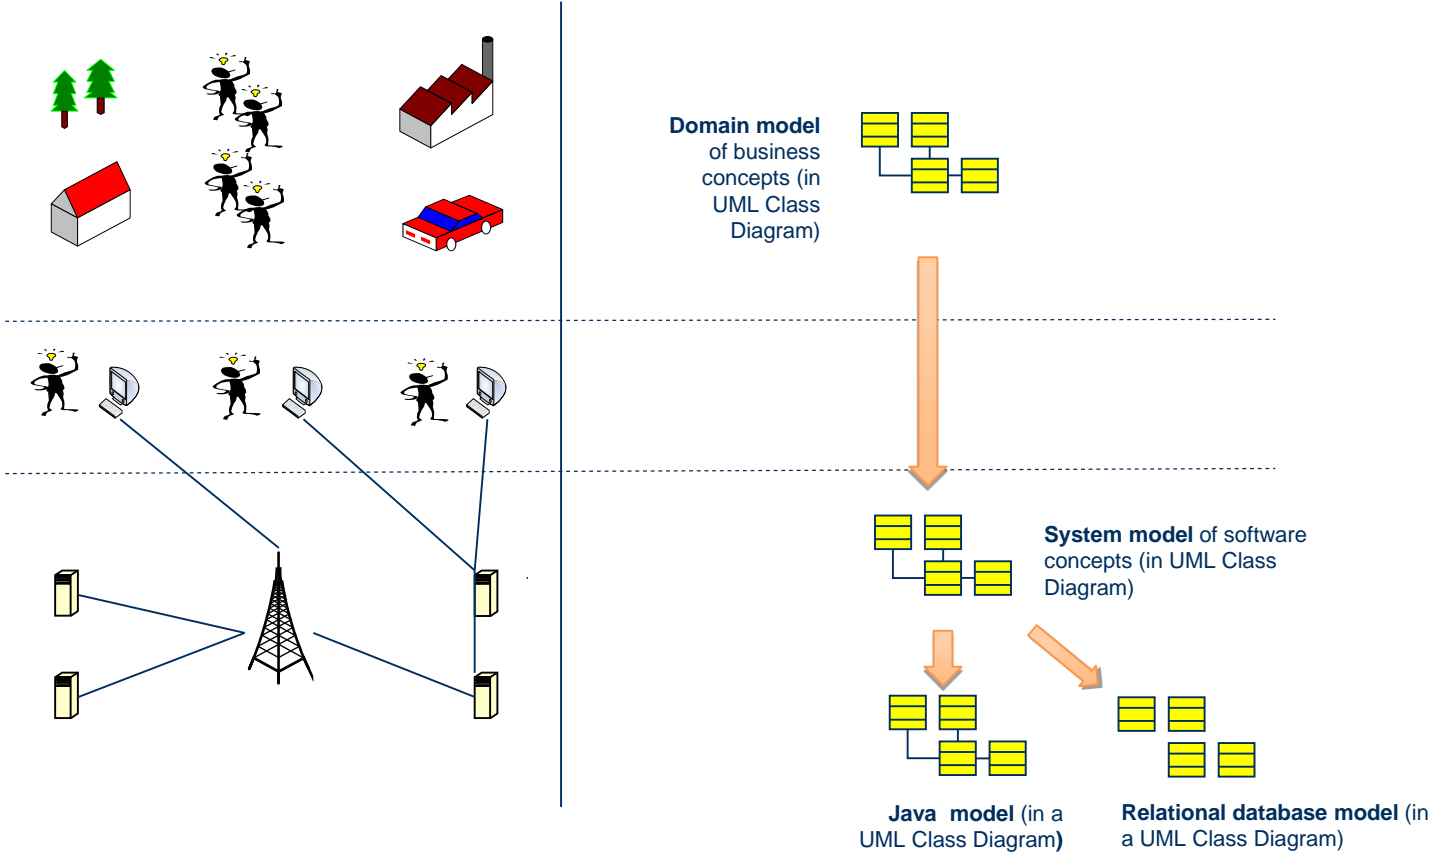 Domain model
of business
concepts (in
UML Class
Diagram)
System model of software
concepts (in UML Class
Diagram)
Java model (in a
UML Class Diagram)
Relational database model (in
a UML Class Diagram)